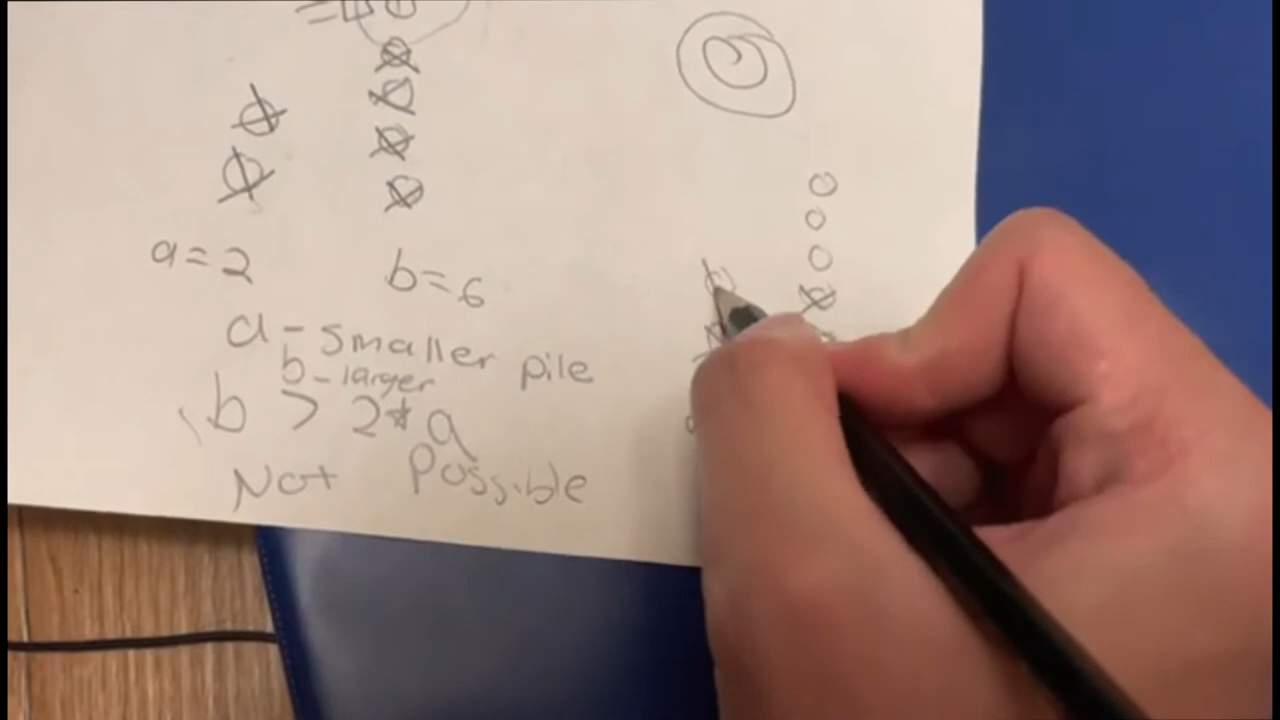 a=2 b=6
a - smaller pile
b - larger
b > 2*a
Not Possible